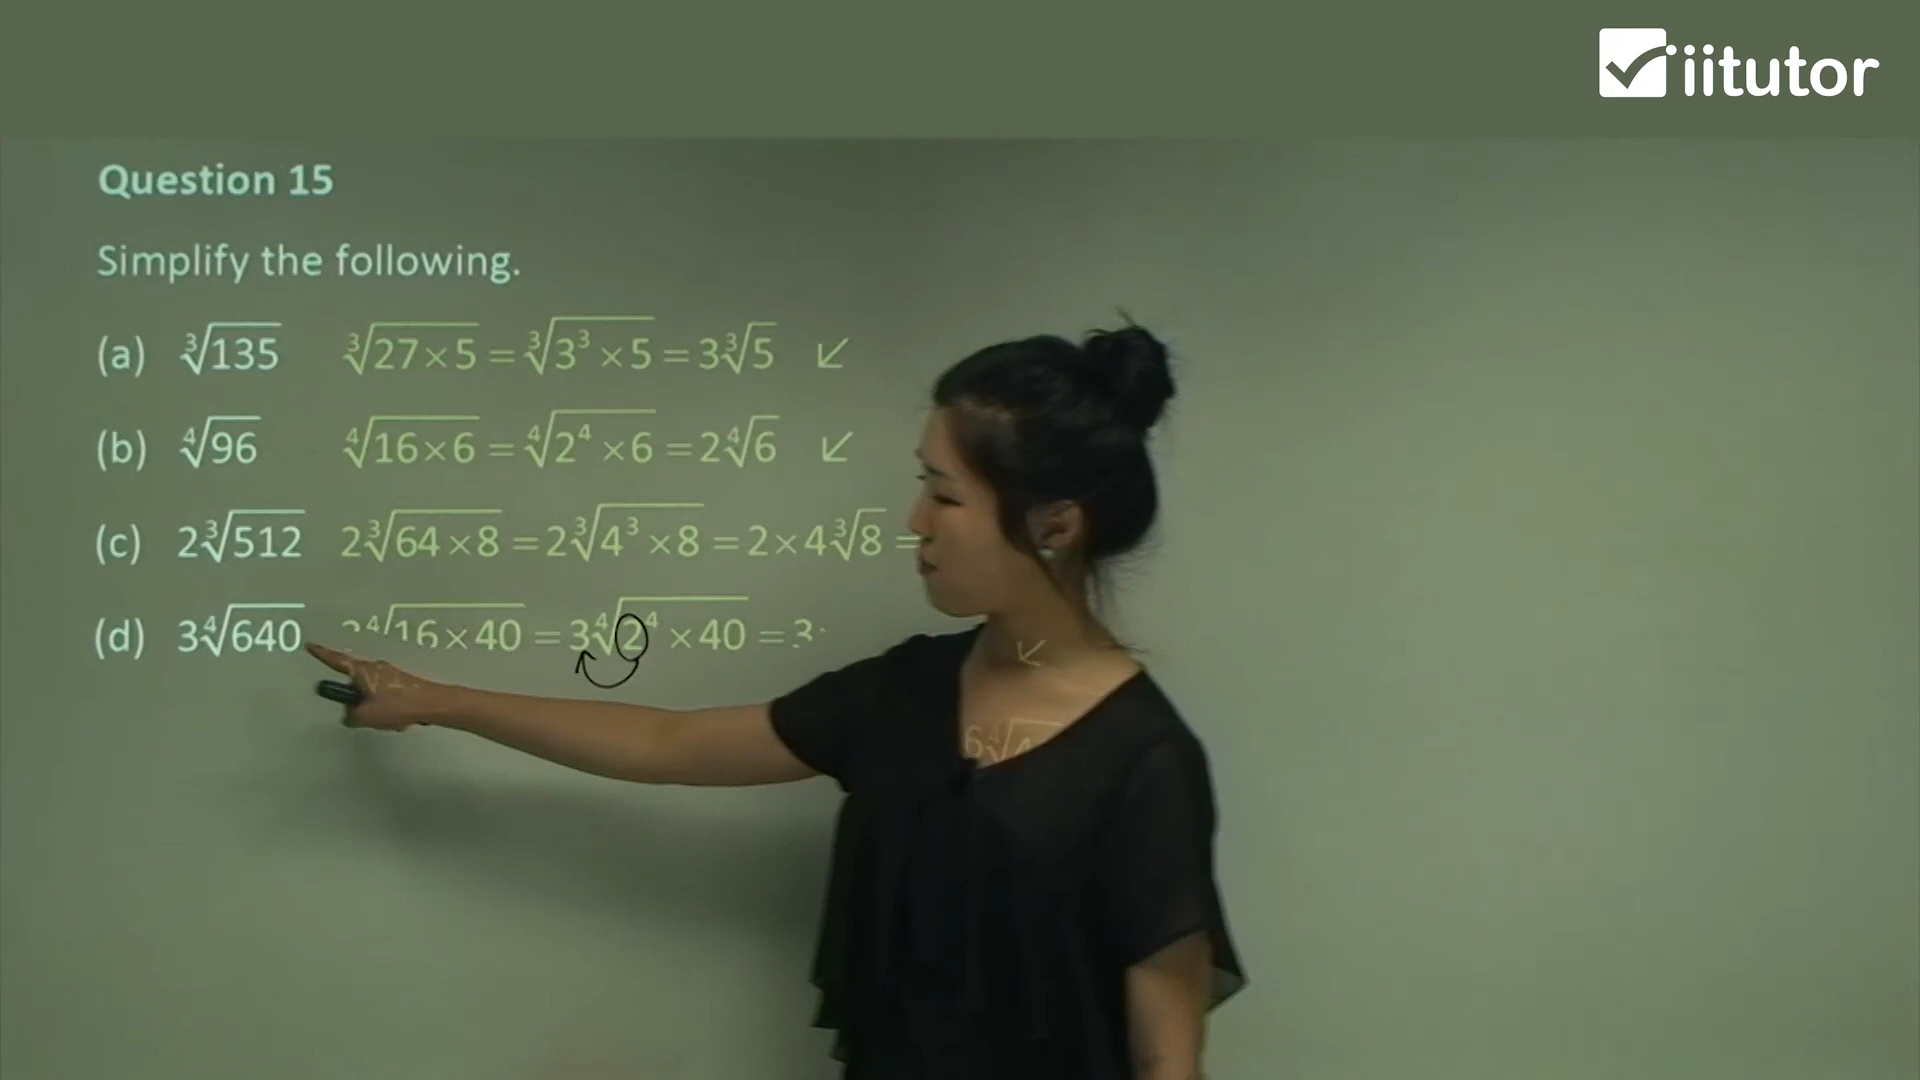 iitutor
Question 15
Simplify the following.
(a) ∛135 ∛(27×5) = ∛(3³×5) = 3∛5 ↙
(b) ∜96 ∜(16×6) = ∜(2⁴×6) = 2∜6 ↙
(c) 2∛512 2∛(64×8) = 2∛(4³×8) = 2×4∛8 =
(d) 3∜640 ∜(16×40) = 3∜(2⁴×40) = 3
↙
6∜4